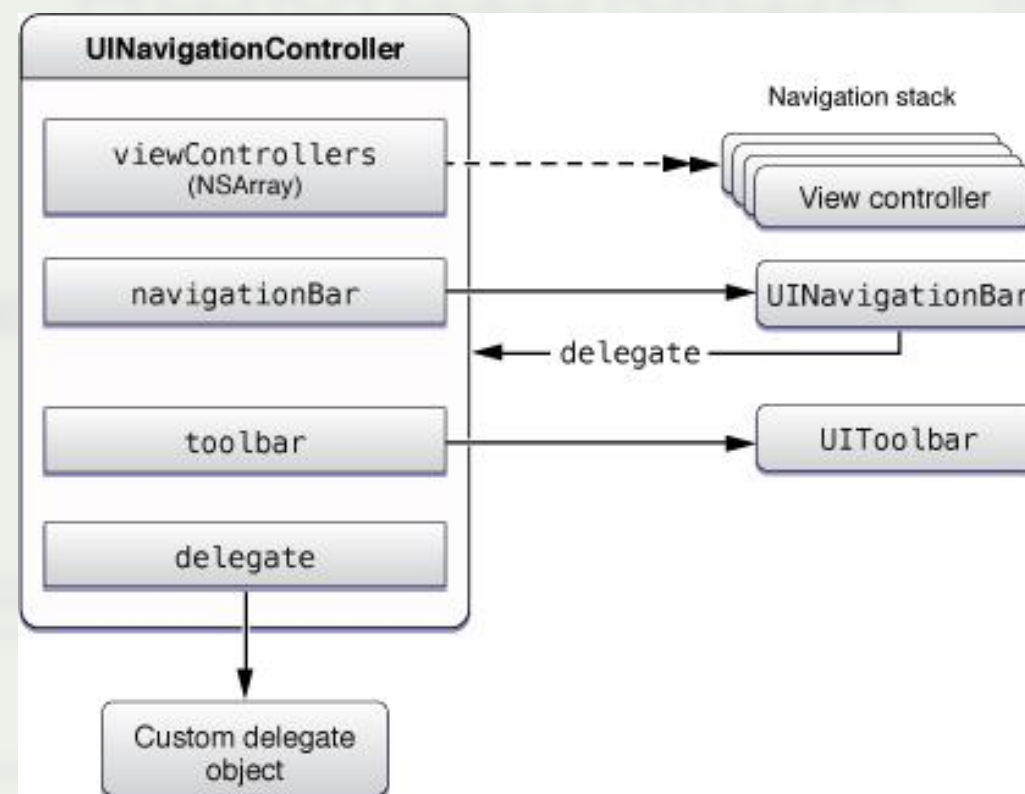 UINavigationController
viewControllers
(NSArray)
Navigation stack
View controller
navigationBar
UINavigationBar
delegate
toolbar
UIToolbar
delegate
Custom delegate
object